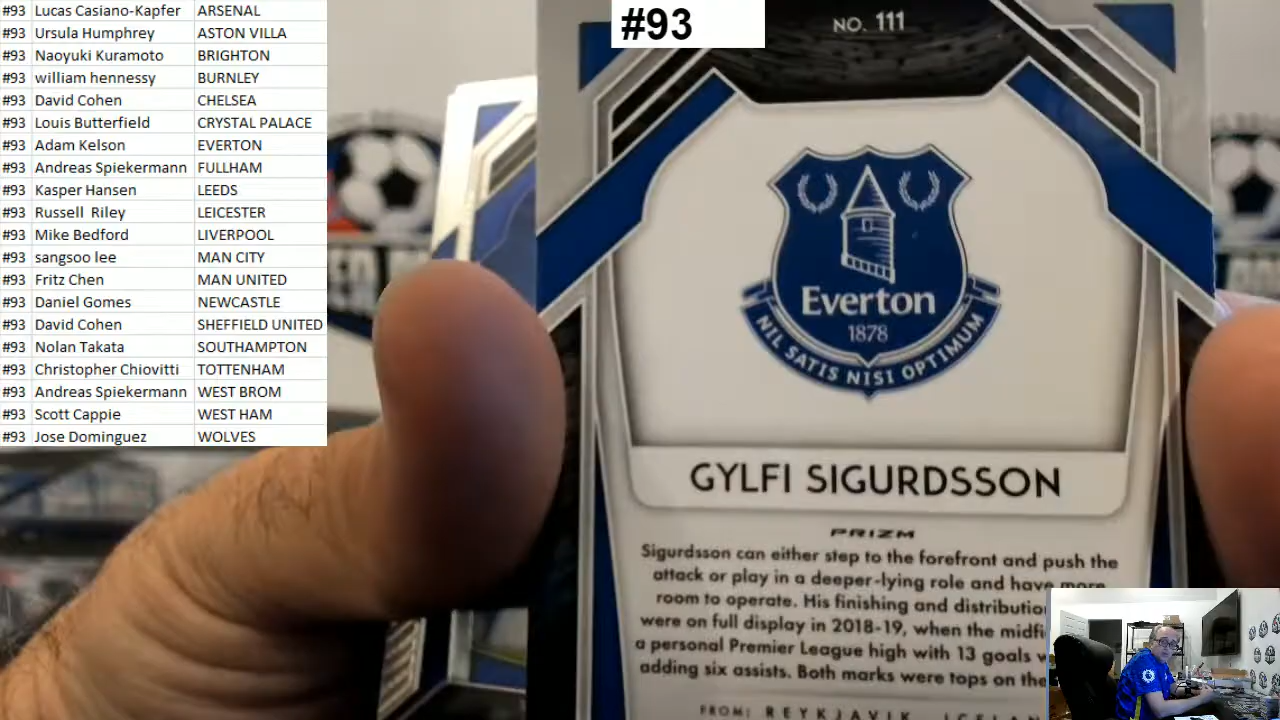 #93 Lucas Casiano-Kapfer ARSENAL
#93 Ursula Humphrey ASTON VILLA
#93 Naoyuki Kuramoto BRIGHTON
#93 william hennessy BURNLEY
#93 David Cohen CHELSEA
#93 Louis Butterfield CRYSTAL PALACE
#93 Adam Kelson EVERTON
#93 Andreas Spiekermann FULLHAM
#93 Kasper Hansen LEEDS
#93 Russell Riley LEICESTER
#93 Mike Bedford LIVERPOOL
#93 sangsoo lee MAN CITY
#93 Fritz Chen MAN UNITED
#93 Daniel Gomes NEWCASTLE
#93 David Cohen SHEFFIELD UNITED
#93 Nolan Takata SOUTHAMPTON
#93 Christopher Chiovitti TOTTENHAM
#93 Andreas Spiekermann WEST BROM
#93 Scott Cappie WEST HAM
#93 Jose Dominguez WOLVES
#93
NO. 111
Everton
1878
NIL SATIS NISI OPTIMUM
GYLFI SIGURDSSON
PRIZM
Sigurdsson can either step to the forefront and push the
attack or play in a deeper-lying role and have more
room to operate. His finishing and
were on full display in 2018-19, when the
a personal Premier League high with 13 goals
adding six assists. Both marks were tops on the
FROM: REYKJAVIK,